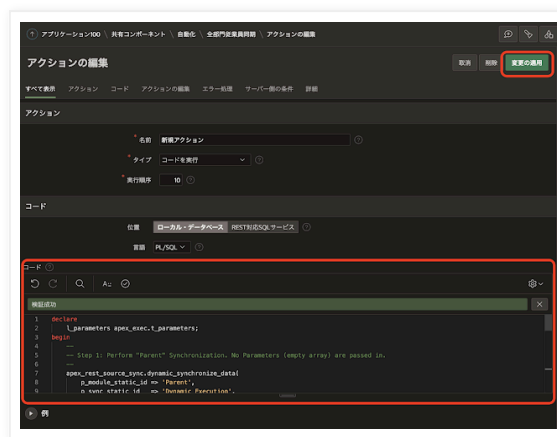 アプリケーション100 \ 共有コンポーネント \ 自動化 \ 全部門従業員同期 \ アクションの編集
アクションの編集
取消 削除 変更の適用
すべて表示 アクション コード アクションの編集 エラー処理 サーバー側の条件 詳細
アクション
* 名前 新規アクション
* タイプ コードを実行
* 実行順序 10
コード
位置 ローカル・データベース REST対応SQLサービス
言語 PL/SQL
コード
検証成功
1 declare
2 l_parameters apex_exec.t_parameters;
3 begin
4 --
5 -- Step 1: Perform "Parent" Synchronization. No Parameters (empty array) are passed in.
6 --
7 apex_rest_source_sync.dynamic_synchronize_data(
8 p_module_static_id => 'Parent',
9 p_sync_static_id => 'Dynamic Execution',
例